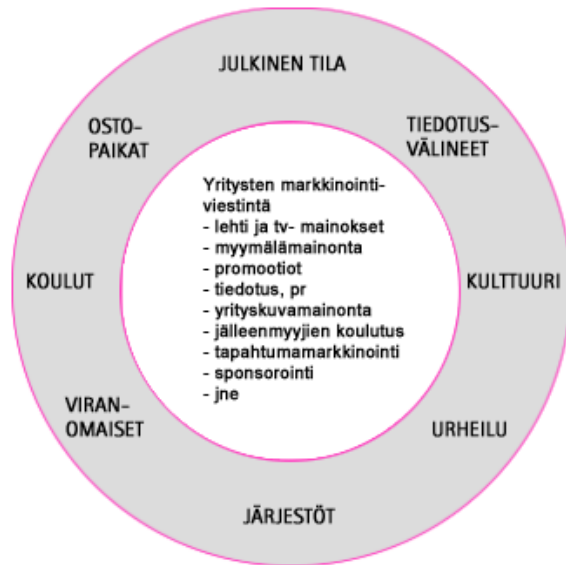 JULKINEN TILA
OSTO-
PAIKAT
TIEDOTUS-
VÄLINEET
Yritysten markkinointi-
viestintä
- lehti ja tv- mainokset
- myymälämainonta
- promootiot
- tiedotus, pr
- yrityskuvamainonta
- jälleenmyyjien koulutus
- tapahtumamarkkinointi
- sponsorointi
- jne
KOULUT
KULTTUURI
VIRAN-
OMAISET
URHEILU
JÄRJESTÖT